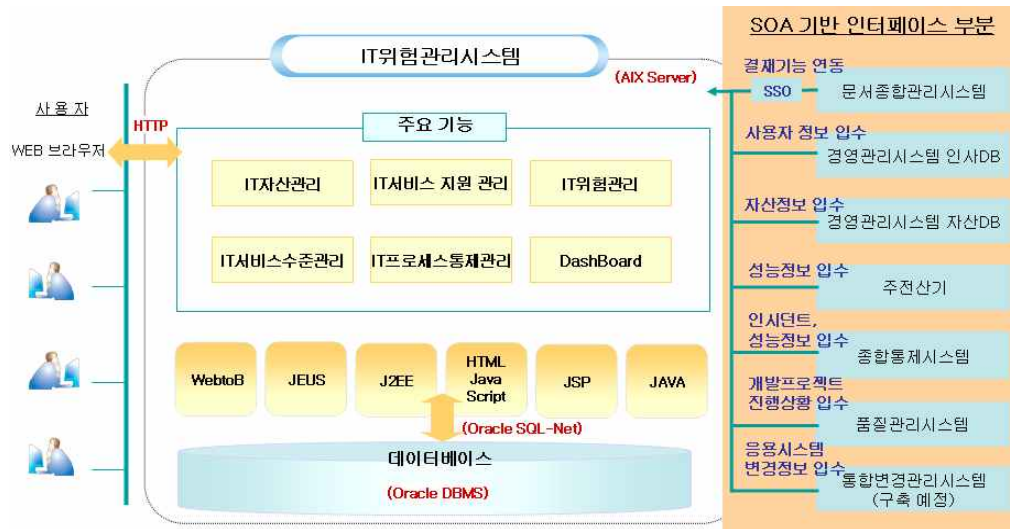 SOA 기반 인터페이스 부분
IT위험관리시스템
(AIX Server)
결재기능 연동
SSO
문서종합관리시스템
사용자
HTTP
WEB 브라우저
주요 기능
사용자 정보 입수
경영관리시스템 인사DB
IT자산관리
IT서비스 지원 관리
IT위험관리
자산정보 입수
경영관리시스템 자산DB
IT서비스수준관리
IT프로세스통제관리
DashBoard
성능정보 입수
주전산기
인시던트,
성능정보 입수
종합통제시스템
WebtoB
JEUS
J2EE
HTML
Java
Script
JSP
JAVA
개발프로젝트
진행상황 입수
품질관리시스템
(Oracle SQL-Net)
데이터베이스
(Oracle DBMS)
응용시스템
변경정보 입수
통합변경관리시스템
(구축 예정)